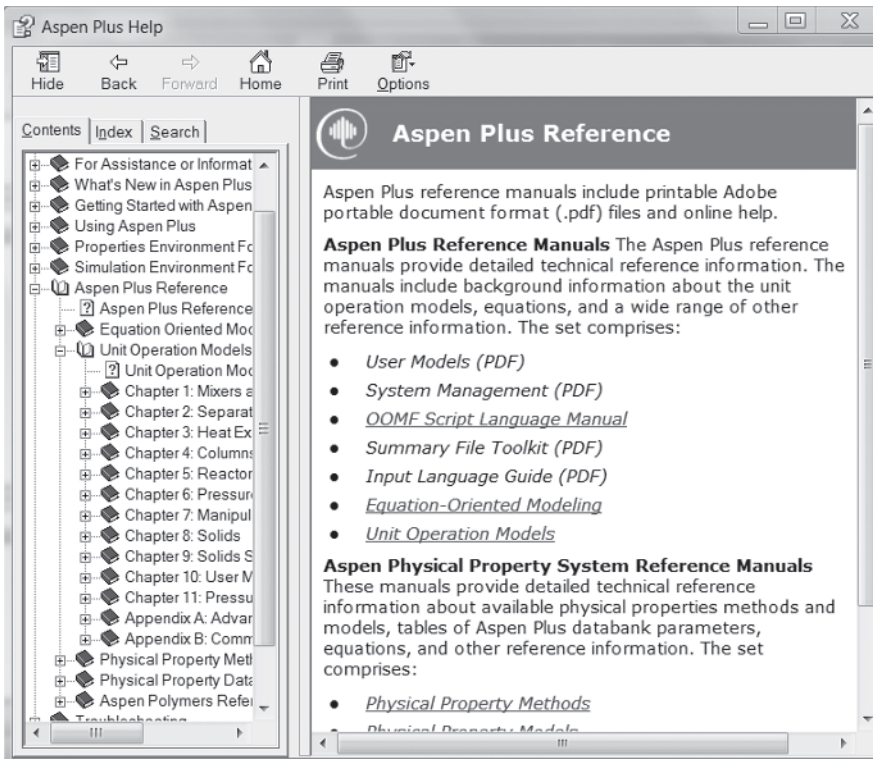 Aspen Plus Help
Hide Back Forward Home Print Options
Contents Index Search
For Assistance or Informat
What's New in Aspen Plus
Getting Started with Aspen
Using Aspen Plus
Properties Environment Fo
Simulation Environment Fo
Aspen Plus Reference
Aspen Plus Reference
Equation Oriented Moc
Unit Operation Models
Unit Operation Moc
Chapter 1: Mixers a
Chapter 2: Separat
Chapter 3: Heat Ex
Chapter 4: Columns
Chapter 5: Reactor
Chapter 6: Pressure
Chapter 7: Manipul
Chapter 8: Solids
Chapter 9: Solids S
Chapter 10: User M
Chapter 11: Pressu
Appendix A: Advar
Appendix B: Comm
Physical Property Meth
Physical Property Data
Aspen Polymers Refer
Troubleshooting
Aspen Plus Reference
Aspen Plus reference manuals include printable Adobe
portable document format (.pdf) files and online help.
Aspen Plus Reference Manuals The Aspen Plus reference
manuals provide detailed technical reference information. The
manuals include background information about the unit
operation models, equations, and a wide range of other
reference information. The set comprises:
• User Models (PDF)
• System Management (PDF)
• OOMF Script Language Manual
• Summary File Toolkit (PDF)
• Input Language Guide (PDF)
• Equation-Oriented Modeling
• Unit Operation Models
Aspen Physical Property System Reference Manuals
These manuals provide detailed technical reference
information about available physical properties methods and
models, tables of Aspen Plus databank parameters,
equations, and other reference information. The set
comprises:
• Physical Property Methods
• Physical Property Models